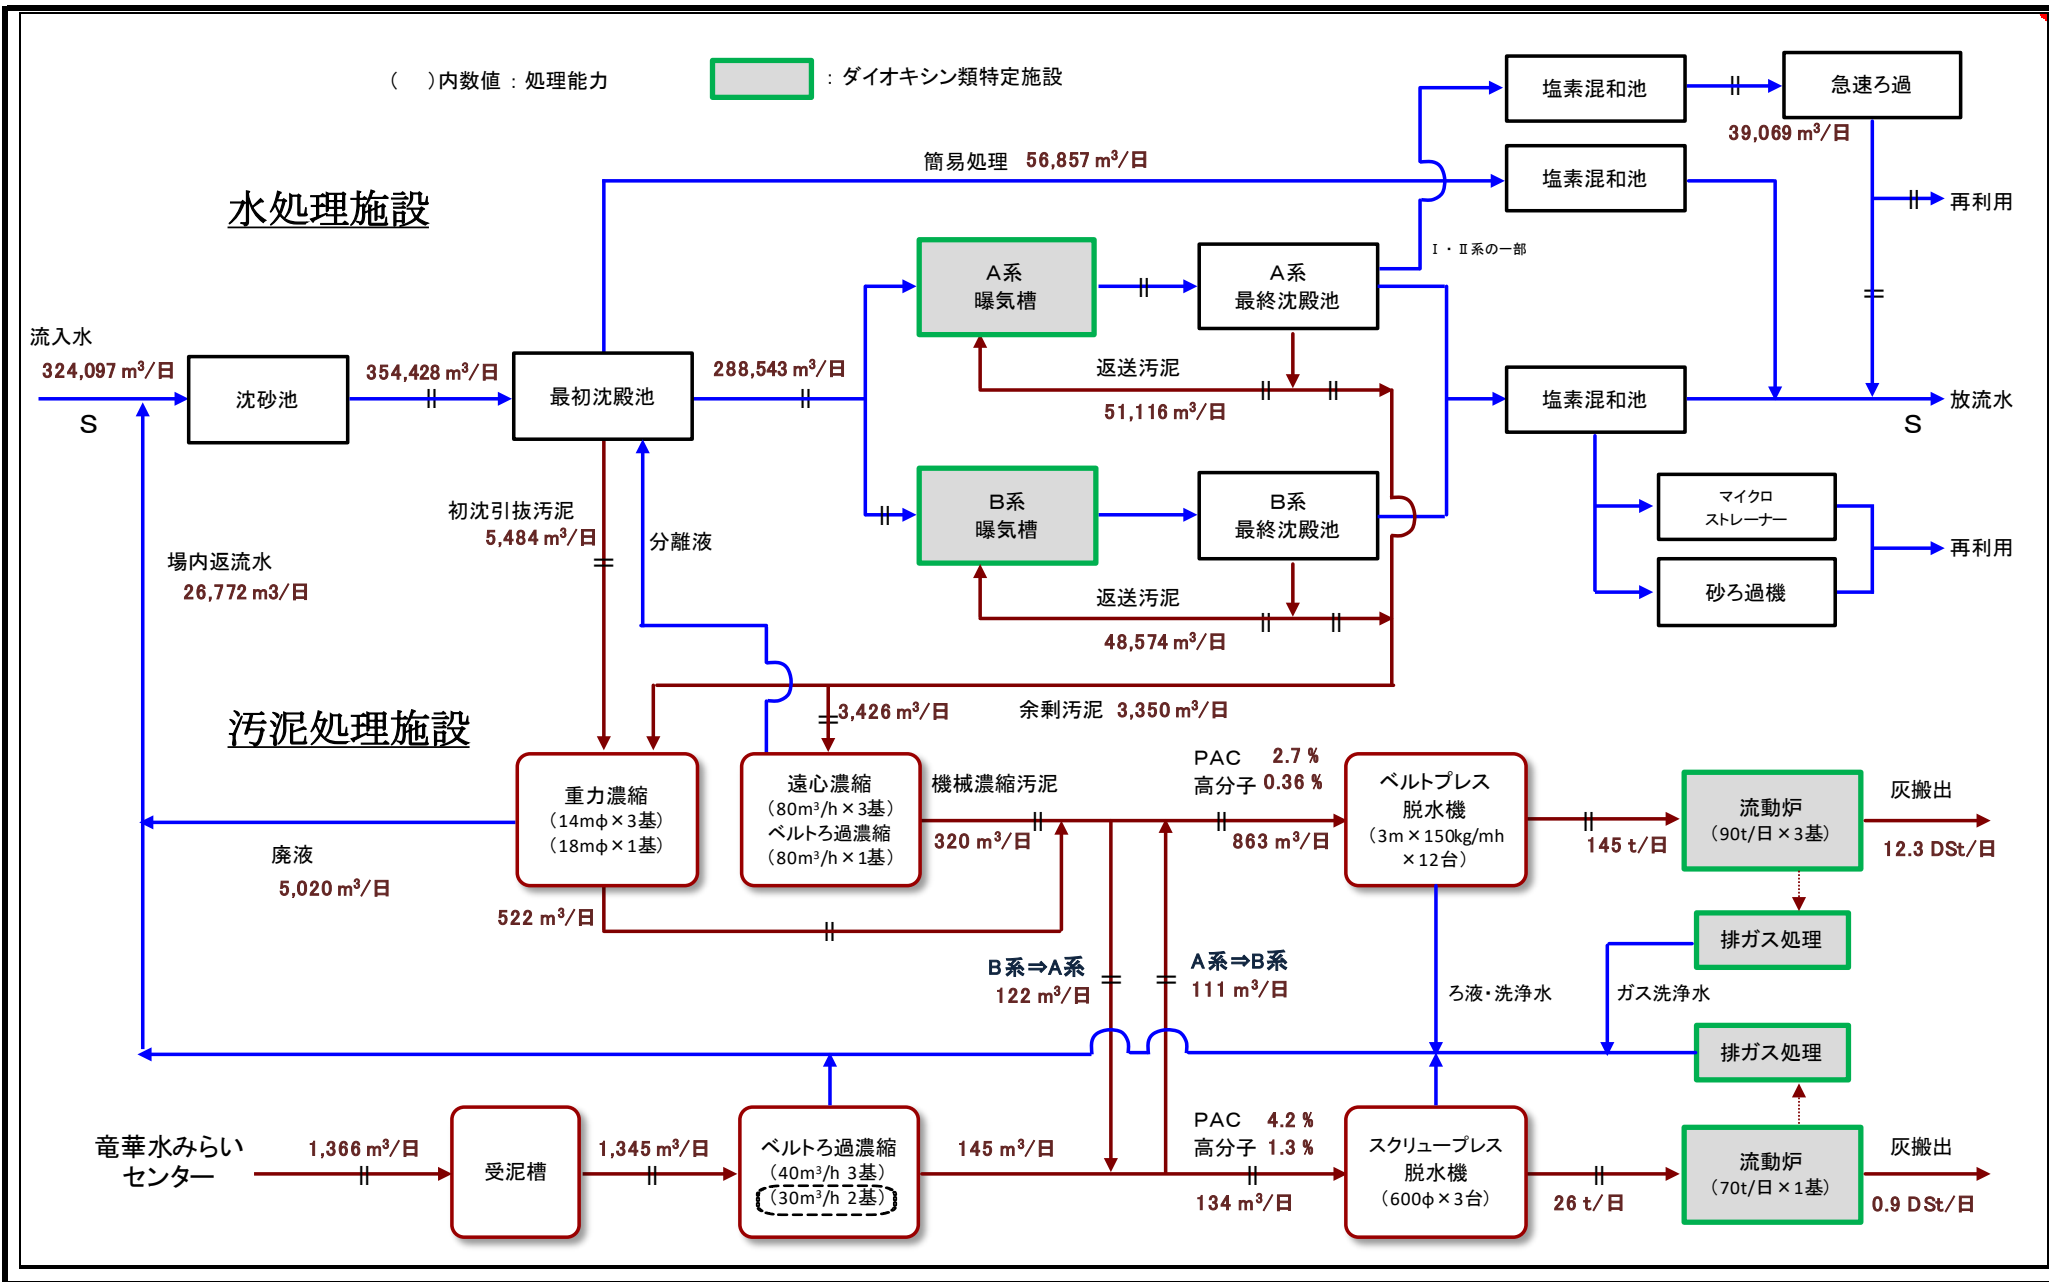 (　)内数値：処理能力
：ダイオキシン類特定施設
塩素混和池
急速ろ過
39,069 m³/日
簡易処理 56,857 m³/日
塩素混和池
再利用
水処理施設
Ⅰ・Ⅱ系の一部
A系
曝気槽
A系
最終沈殿池
流入水
324,097 m³/日
S
沈砂池
354,428 m³/日
最初沈殿池
288,543 m³/日
返送汚泥
51,116 m³/日
塩素混和池
放流水
S
B系
曝気槽
B系
最終沈殿池
マイクロ
ストレーナー
砂ろ過機
再利用
初沈引抜汚泥
5,484 m³/日
分離液
場内返流水
26,772 m3/日
返送汚泥
48,574 m³/日
汚泥処理施設
3,426 m³/日
余剰汚泥 3,350 m³/日
重力濃縮
(14mφ×3基)
(18mφ×1基)
遠心濃縮
(80m³/h×3基)
ベルトろ過濃縮
(80m³/h×1基)
機械濃縮汚泥
320 m³/日
PAC 2.7 %
高分子 0.36 %
863 m³/日
ベルトプレス
脱水機
(3m×150kg/mh
×12台)
145 t/日
流動炉
(90t/日×3基)
灰搬出
12.3 DSt/日
廃液
5,020 m³/日
522 m³/日
排ガス処理
B系⇒A系
122 m³/日
A系⇒B系
111 m³/日
ろ液・洗浄水
ガス洗浄水
排ガス処理
竜華水みらい
センター
1,366 m³/日
受泥槽
1,345 m³/日
ベルトろ過濃縮
(40m³/h 3基)
(30m³/h 2基)
145 m³/日
PAC 4.2 %
高分子 1.3 %
134 m³/日
スクリュープレス
脱水機
(600φ×3台)
26 t/日
流動炉
(70t/日×1基)
灰搬出
0.9 DSt/日